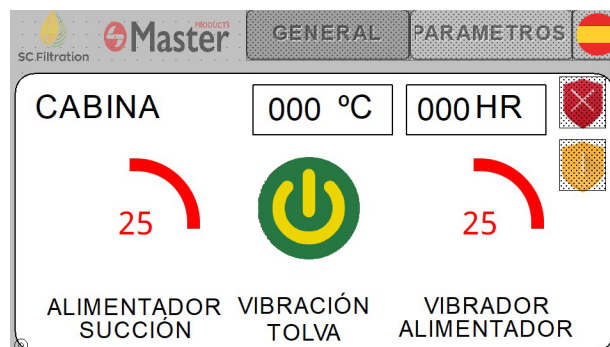 PRODUCTS
Master
SC Filtration
GENERAL
PARAMETROS
CABINA
000 ºC
000 HR
25
25
ALIMENTADOR
SUCCIÓN
VIBRACIÓN
TOLVA
VIBRADOR
ALIMENTADOR